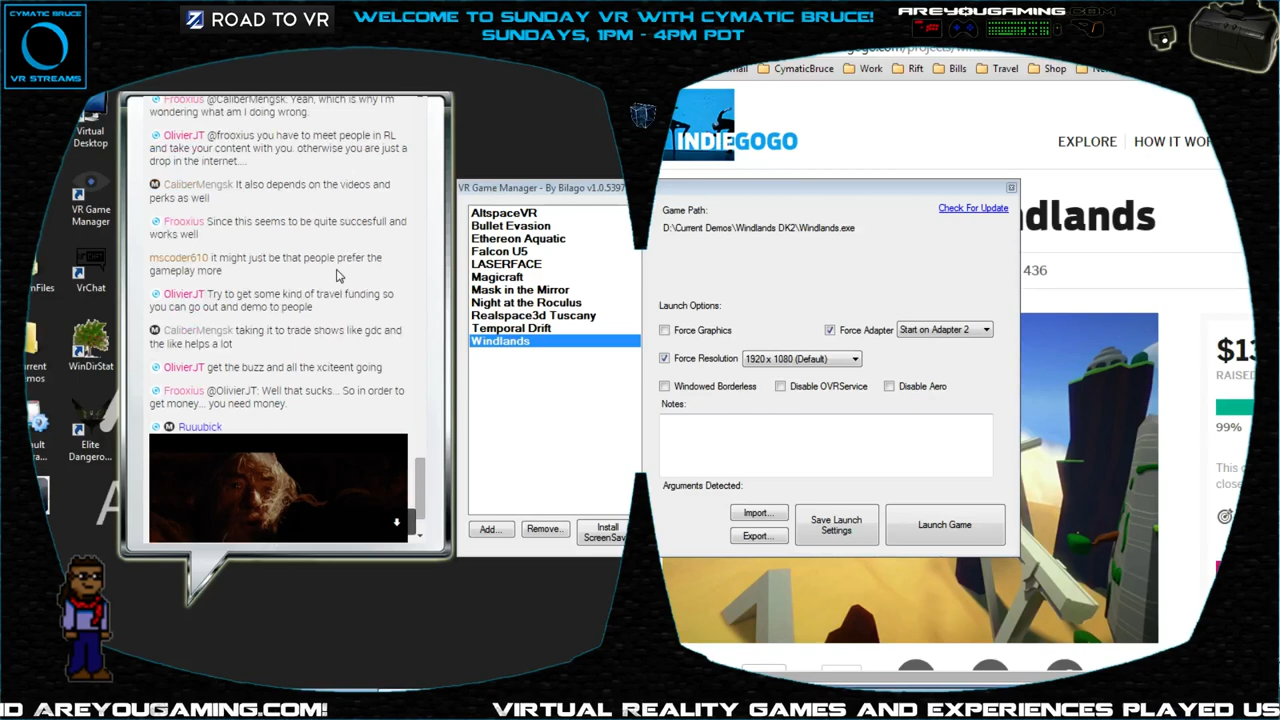 CYMATIC BRUCE
VR STREAMS
ROAD TO VR
WELCOME TO SUNDAY VR WITH CYMATIC BRUCE!
SUNDAYS, 1PM - 4PM PDT
AREYOUGAMING.COM
Virtual
Desktop
VR Game
Manager
VrChat
WinDirStat
Elite
Dangero...
Frooxius @CaliberMengsk: Yeah, which is why I'm
wondering what am I doing wrong.
OlivierJT @frooxius you have to meet people in RL
and take your content with you. otherwise you are just a
drop in the internet....
CaliberMengsk It also depends on the videos and
perks as well
Frooxius Since this seems to be quite succesfull and
works well
mscoder610 it might just be that people prefer the
gameplay more
OlivierJT Try to get some kind of travel funding so
you can go out and demo to people
CaliberMengsk taking it to trade shows like gdc and
the like helps a lot
OlivierJT get the buzz and all the xciteent going
Frooxius @OlivierJT: Well that sucks... So in order to
get money... you need money.
M Ruuubick
VR Game Manager - By Bilago v1.0.5397
AltspaceVR
Bullet Evasion
Ethereon Aquatic
Falcon U5
LASERFACE
Magicraft
Mask in the Mirror
Night at the Roculus
Realspace3d Tuscany
Temporal Drift
Windlands
Add...
Remove..
Install
ScreenSav
Game Path:
Check For Update
D:\Current Demos\Windlands DK2\Windlands.exe
Launch Options:
Force Graphics
Force Adapter
Start on Adapter 2
Force Resolution
1920 x 1080 (Default)
Windowed Borderless
Disable OVRService
Disable Aero
Notes:
Arguments Detected:
Import...
Export...
Save Launch
Settings
Launch Game
CymaticBruce
Work
Rift
Bills
Travel
Shop
INDIEGOGO
EXPLORE
HOW IT WOR
ndlands
436
$13
RAISED
99%
This c
close
ND AREYOUGAMING.COM!
VIRTUAL REALITY GAMES AND EXPERIENCES PLAYED US